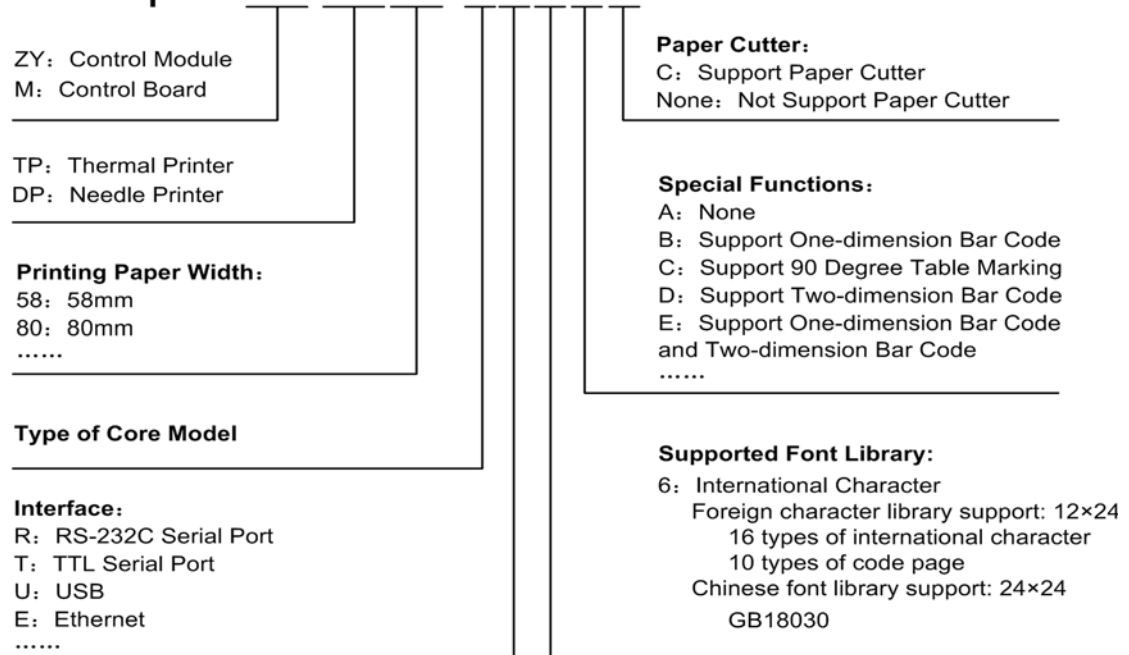 ZY：Control Module
M：Control Board
TP：Thermal Printer
DP：Needle Printer
Printing Paper Width：
58：58mm
80：80mm
……
Type of Core Model
Interface：
R：RS-232C Serial Port
T：TTL Serial Port
U：USB
E：Ethernet
……
Paper Cutter：
C：Support Paper Cutter
None：Not Support Paper Cutter
Special Functions：
A：None
B：Support One-dimension Bar Code
C：Support 90 Degree Table Marking
D：Support Two-dimension Bar Code
E：Support One-dimension Bar Code
and Two-dimension Bar Code
……
Supported Font Library:
6：International Character
Foreign character library support: 12×24
16 types of international character
10 types of code page
Chinese font library support: 24×24
GB18030